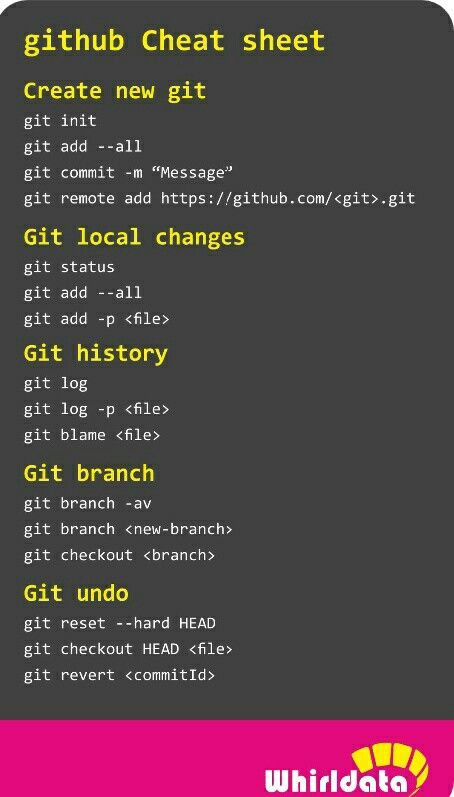 github Cheat sheet
Create new git
git init
git add --all
git commit -m “Message”
git remote add https://github.com/<git>.git
Git local changes
git status
git add --all
git add -p <file>
Git history
git log
git log -p <file>
git blame <file>
Git branch
git branch -av
git branch <new-branch>
git checkout <branch>
Git undo
git reset --hard HEAD
git checkout HEAD <file>
git revert <commitId>
Whirldata